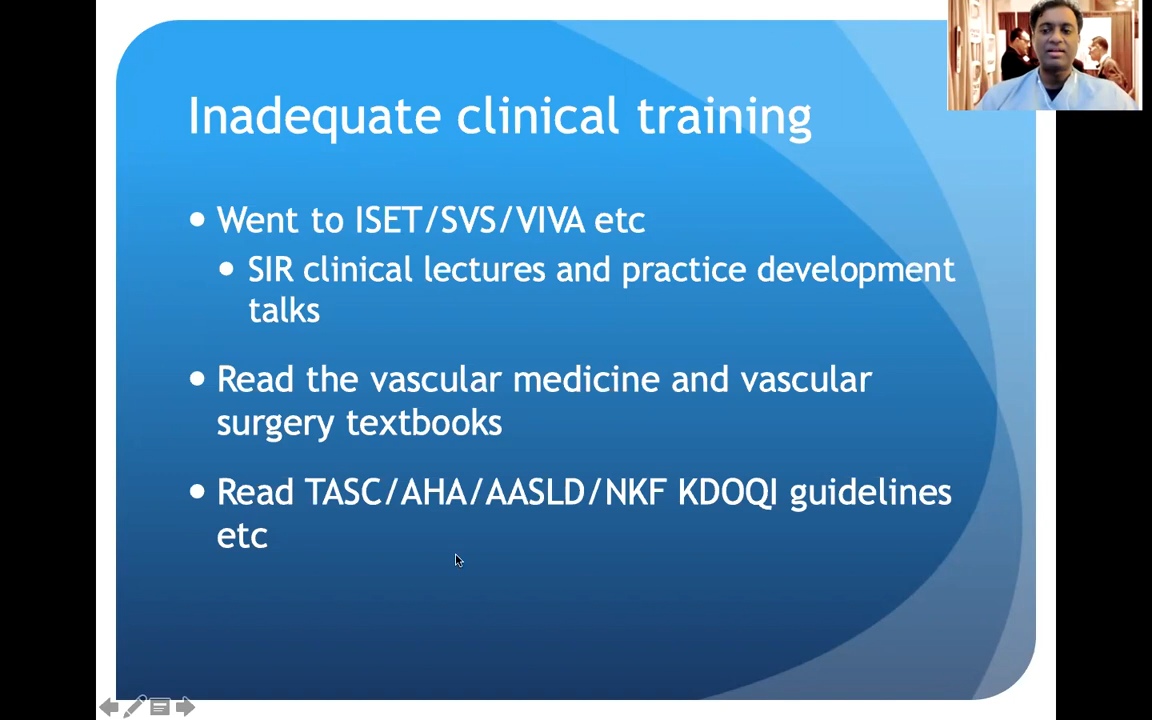 Inadequate clinical training
• Went to ISET/SVS/VIVA etc
• SIR clinical lectures and practice development
talks
• Read the vascular medicine and vascular
surgery textbooks
• Read TASC/AHA/AASLD/NKF KDOQI guidelines
etc